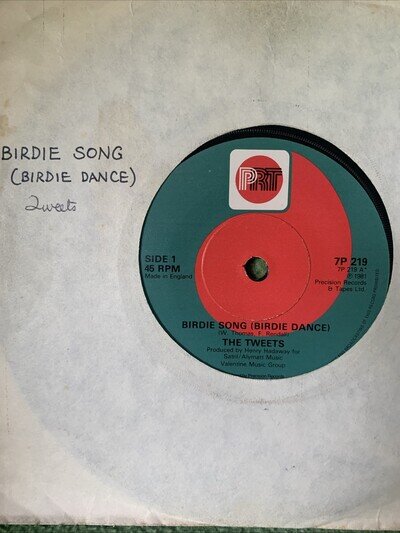 BIRDIE SONG
(BIRDIE DANCE)
Tweets
PRT
SIDE 1
45 RPM
Made in England
7P 219
7P 219 A
℗ 1981
Precision Records
& Tapes Ltd.
BIRDIE SONG (BIRDIE DANCE)
(W. Thomas, F. Rendall)
THE TWEETS
Produced by Henry Hadaway for
Satril/Allyman Music
Valentine Music Group